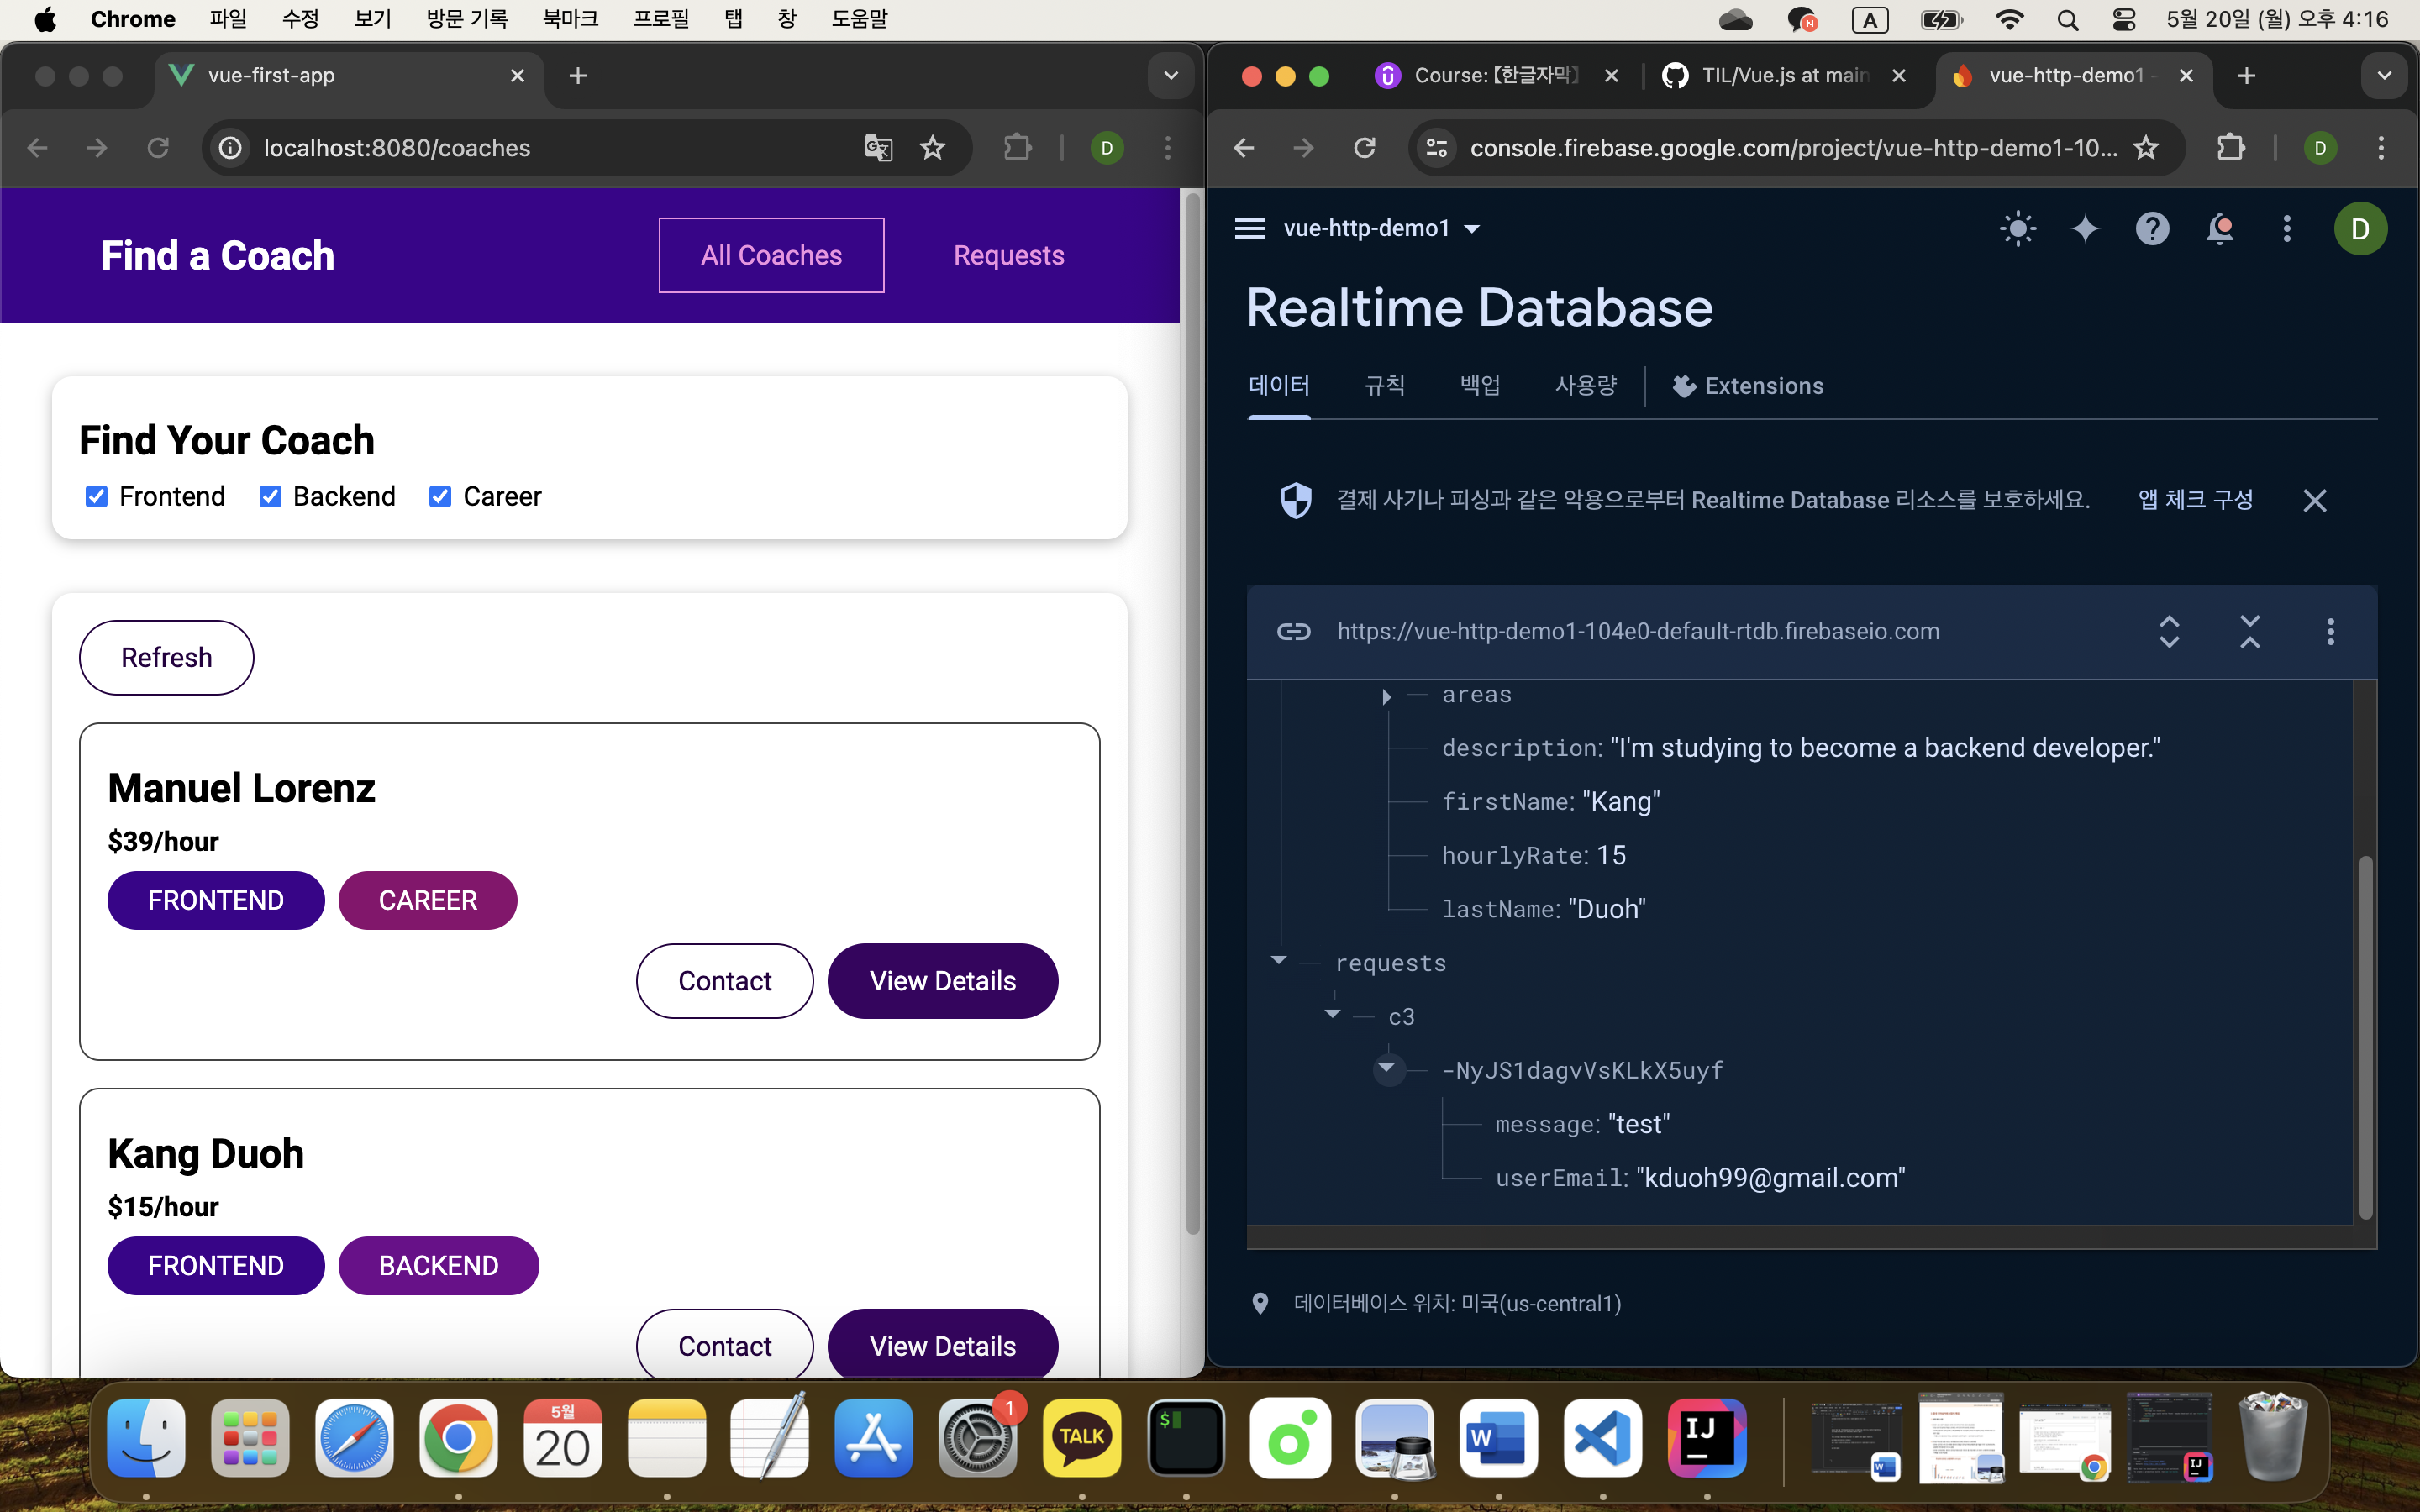 Chrome 파일 수정 보기 방문 기록 북마크 프로필 탭 창 도움말 A 5월 20일 (월) 오후 4:16
vue-first-app
localhost:8080/coaches
D
Find a Coach
All Coaches
Requests
Find Your Coach
Frontend
Backend
Career
Refresh
Manuel Lorenz
$39/hour
FRONTEND
CAREER
Contact
View Details
Kang Duoh
$15/hour
FRONTEND
BACKEND
Contact
View Details
Course: 【한글자막】
TIL/Vue.js at main
vue-http-demo1 -
console.firebase.google.com/project/vue-http-demo1-10...
D
vue-http-demo1
D
Realtime Database
데이터
규칙
백업
사용량
Extensions
결제 사기나 피싱과 같은 악용으로부터 Realtime Database 리소스를 보호하세요.
앱 체크 구성
https://vue-http-demo1-104e0-default-rtdb.firebaseio.com
areas
description: "I'm studying to become a backend developer."
firstName: "Kang"
hourlyRate: 15
lastName: "Duoh"
requests
c3
-NyJS1dagvVsKLkX5uyf
message: "test"
userEmail: "kduoh99@gmail.com"
데이터베이스 위치: 미국(us-central1)
5월
20
1
TALK
$
W
IJ